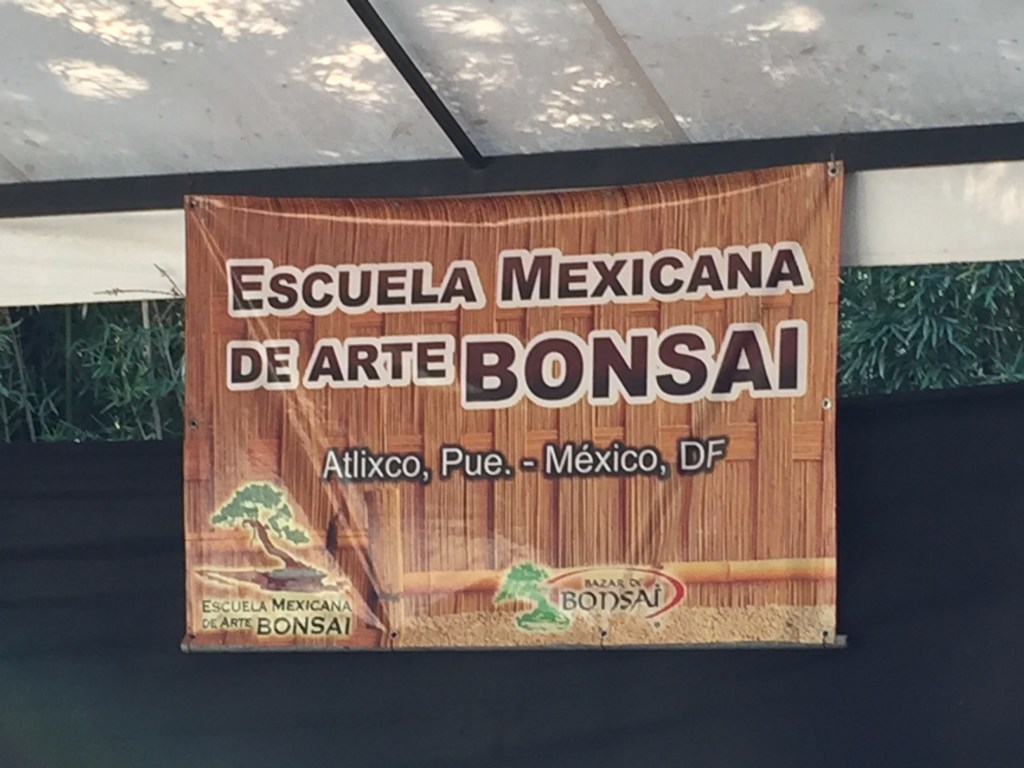 ESCUELA MEXICANA
DE ARTE BONSAI
Atlixco, Pue. - México, DF
ESCUELA MEXICANA
DE ARTE BONSAI
BAZAR DE
BONSAI